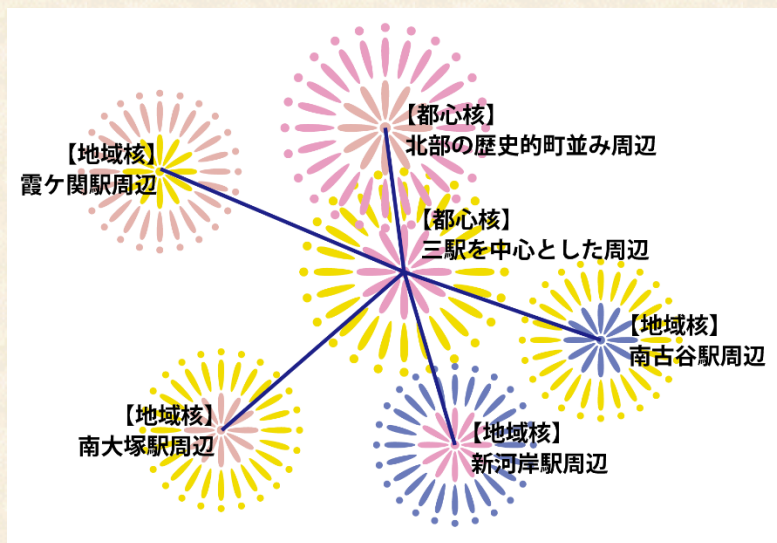 【都心核】
北部の歴史的町並み周辺
【地域核】
霞ケ関駅周辺
【都心核】
三駅を中心とした周辺
【地域核】
南古谷駅周辺
【地域核】
南大塚駅周辺
【地域核】
新河岸駅周辺